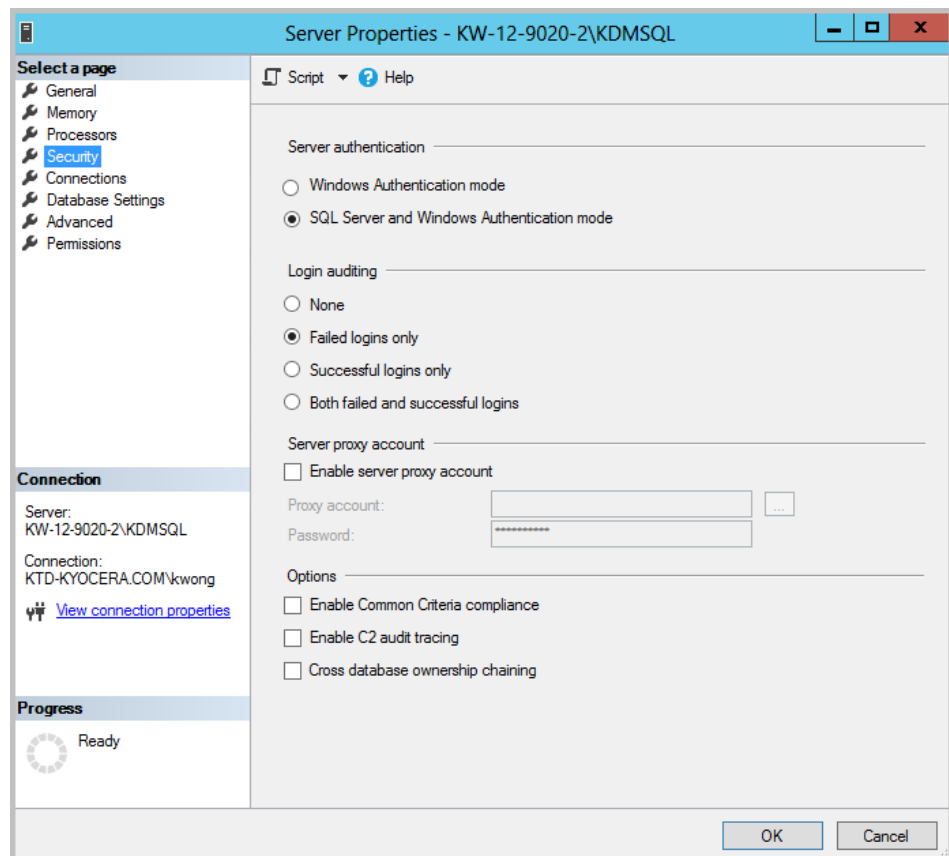 Server Properties - KW-12-9020-2\KDMSQL
Select a page
General
Memory
Processors
Security
Connections
Database Settings
Advanced
Permissions
Connection
Server:
KW-12-9020-2\KDMSQL
Connection:
KTD-KYOCERA.COM\kwong
View connection properties
Progress
Ready
Script Help
Server authentication
Windows Authentication mode
SQL Server and Windows Authentication mode
Login auditing
None
Failed logins only
Successful logins only
Both failed and successful logins
Server proxy account
Enable server proxy account
Proxy account:
...
Password: **********
Options
Enable Common Criteria compliance
Enable C2 audit tracing
Cross database ownership chaining
OK Cancel